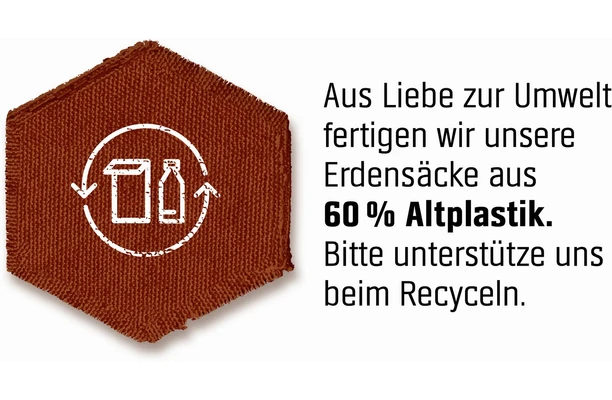 Aus Liebe zur Umwelt
fertigen wir unsere
Erdensäcke aus
60 % Altplastik.
Bitte unterstütze uns
beim Recyceln.